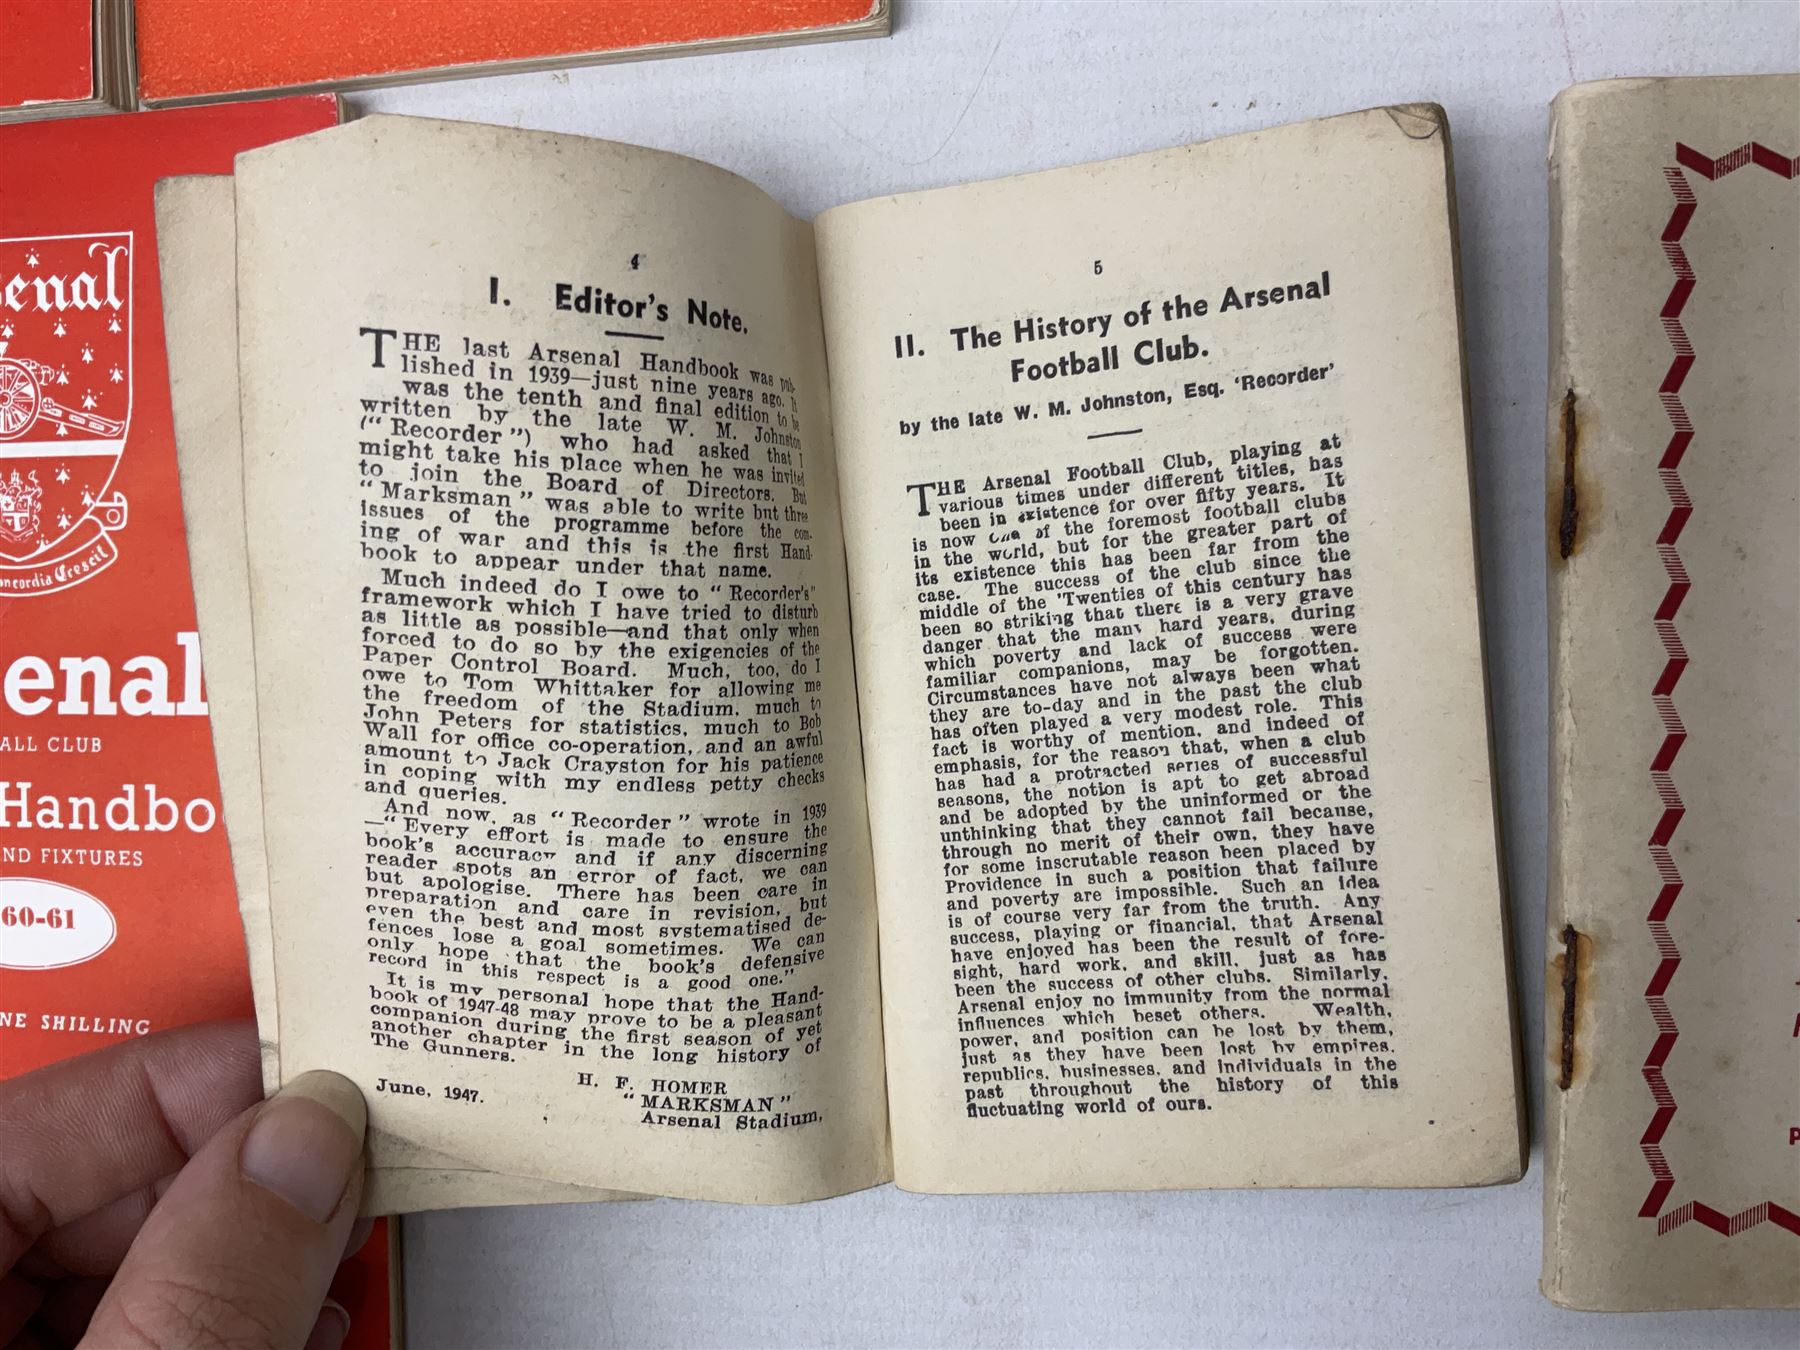 senal
Concordia Crescit
enal
ALL CLUB
Handbo
ND FIXTURES
60-61
NE SHILLING
4
I. Editor's Note.
THE last Arsenal Handbook was pub-
lished in 1939—just nine years ago. It
was the tenth and final edition to be
written by the late W. M. Johnston
("Recorder") who had asked that I
might take his place when he was invited
to join the Board of Directors. But
"Marksman" was able to write but three
issues of the programme before the com-
ing of war and this is the first Hand-
book to appear under that name.
Much indeed do I owe to "Recorder's"
framework which I have tried to disturb
as little as possible—and that only when
forced to do so by the exigencies of the
Paper Control Board. Much, too, do I
owe to Tom Whittaker for allowing me
the freedom of the Stadium, much to
John Peters for statistics, much to Bob
Wall for office co-operation, and an awful
amount to Jack Crayston for his patience
in coping with my endless petty checks
and queries.
And now, as "Recorder" wrote in 1939
—"Every effort is made to ensure the
book's accuracy and if any discerning
reader spots an error of fact, we can
but apologise. There has been care in
preparation and care in revision, but
even the best and most systematised de-
fences lose a goal sometimes. We can
only hope that the book's defensive
record in this respect is a good one."
It is my personal hope that the Hand-
book of 1947-48 may prove to be a pleasant
companion during the first season of yet
another chapter in the long history of
The Gunners.
H. F. HOMER
June, 1947. "MARKSMAN"
Arsenal Stadium,
5
II. The History of the Arsenal
Football Club.
by the late W. M. Johnston, Esq. 'Recorder'
THE Arsenal Football Club, playing at
various times under different titles, has
been in existence for over fifty years. It
is now one of the foremost football clubs
in the world, but for the greater part of
its existence this has been far from the
case. The success of the club since the
middle of the 'Twenties of this century has
been so striking that there is a very grave
danger that the many hard years, during
which poverty and lack of success were
familiar companions, may be forgotten.
Circumstances have not always been what
they are to-day and in the past the club
has often played a very modest role. This
fact is worthy of mention, and indeed of
emphasis, for the reason that, when a club
has had a protracted series of successful
seasons, the notion is apt to get abroad
and be adopted by the uninformed or the
unthinking that they cannot fail because,
through no merit of their own, they have
for some inscrutable reason been placed by
Providence in such a position that failure
and poverty are impossible. Such an idea
is of course very far from the truth. Any
success, playing or financial, that Arsenal
have enjoyed has been the result of fore-
sight, hard work, and skill, just as has
been the success of other clubs. Similarly,
Arsenal enjoy no immunity from the normal
influences which beset others. Wealth,
power, and position can be lost by them,
just as they have been lost by empires,
republics, businesses, and individuals in the
past throughout the history of this
fluctuating world of ours.
P